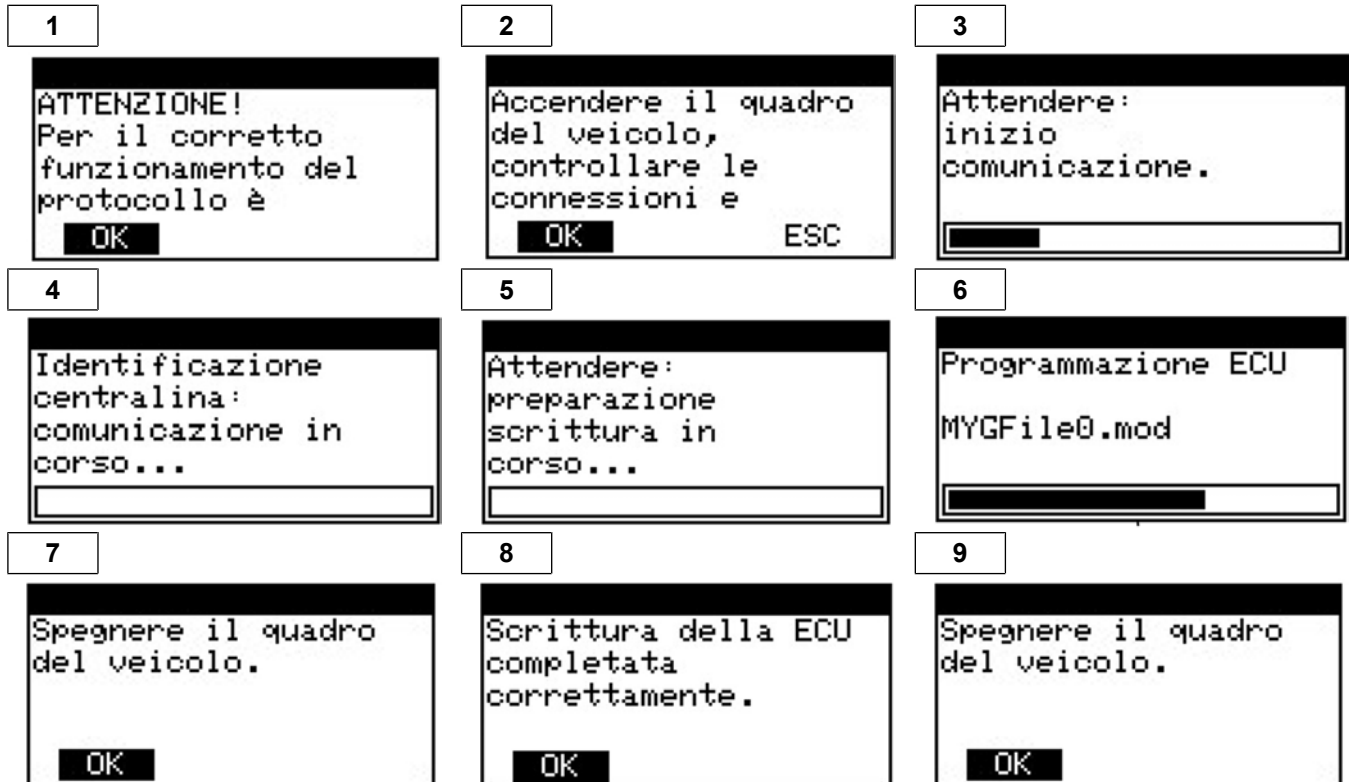 1
ATTENZIONE!
Per il corretto
funzionamento del
protocollo è
OK
2
Accendere il quadro
del veicolo,
controllare le
connessioni e
OK ESC
3
Attendere:
inizio
comunicazione.
4
Identificazione
centralina:
comunicazione in
corso...
5
Attendere:
preparazione
scrittura in
corso...
6
Programmazione ECU
MYGFile0.mod
7
Spegnere il quadro
del veicolo.
OK
8
Scrittura della ECU
completata
correttamente.
OK
9
Spegnere il quadro
del veicolo.
OK